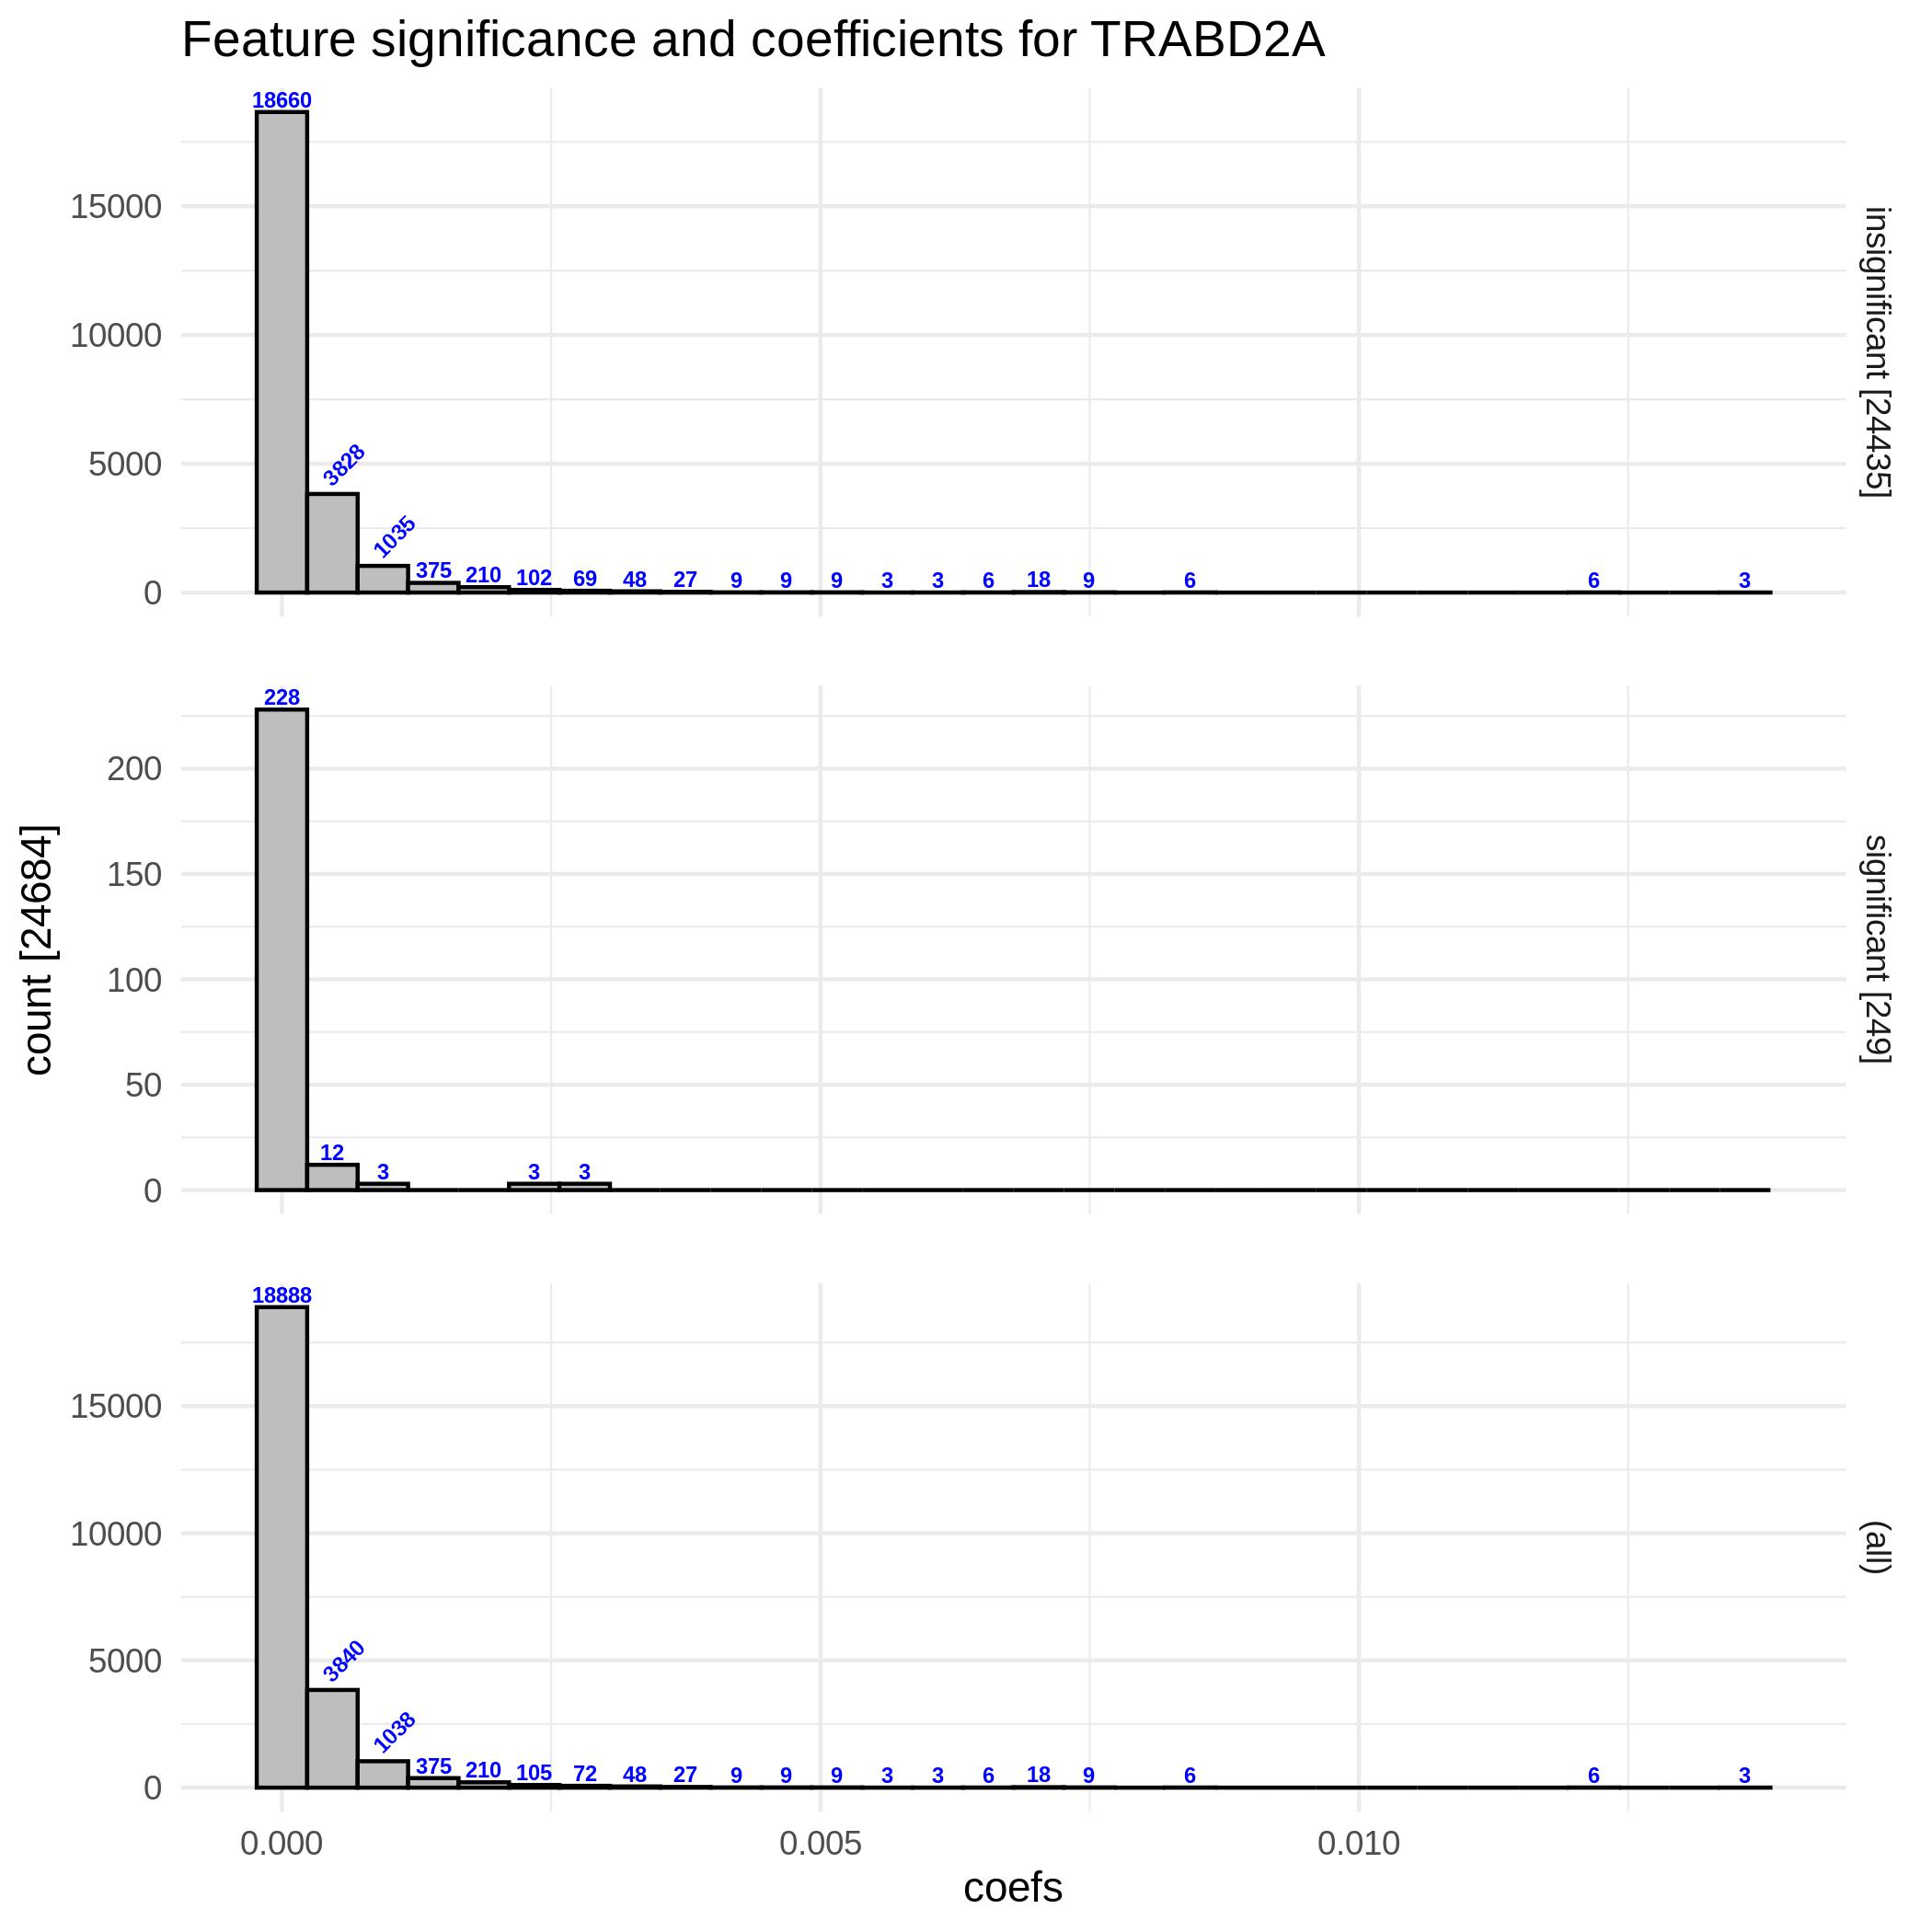 Feature significance and coefficients for TRABD2A
18660
15000
10000
5000
0
3828
1035
375 210 102 69 48 27 9 9 9 3 3 6 18 9 6 6 3
insignificant [24435]
count [24684]
228
200
150
100
50
0
12 3 3 3
significant [249]
18888
15000
10000
5000
0
3840
1038
375 210 105 72 48 27 9 9 9 3 3 6 18 9 6 6 3
(all)
0.000 0.005 0.010
coefs